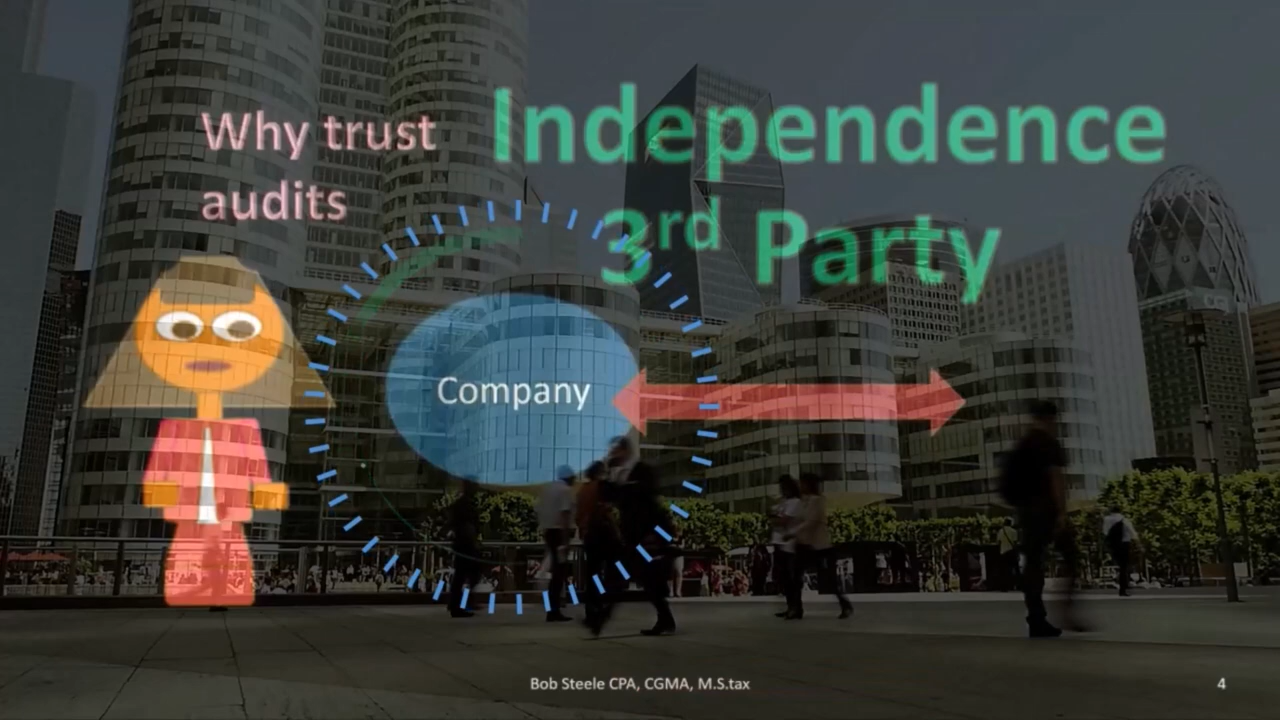 Why trust
audits
Independence
3rd Party
Company
Bob Steele CPA, CGMA, M.S.tax
4